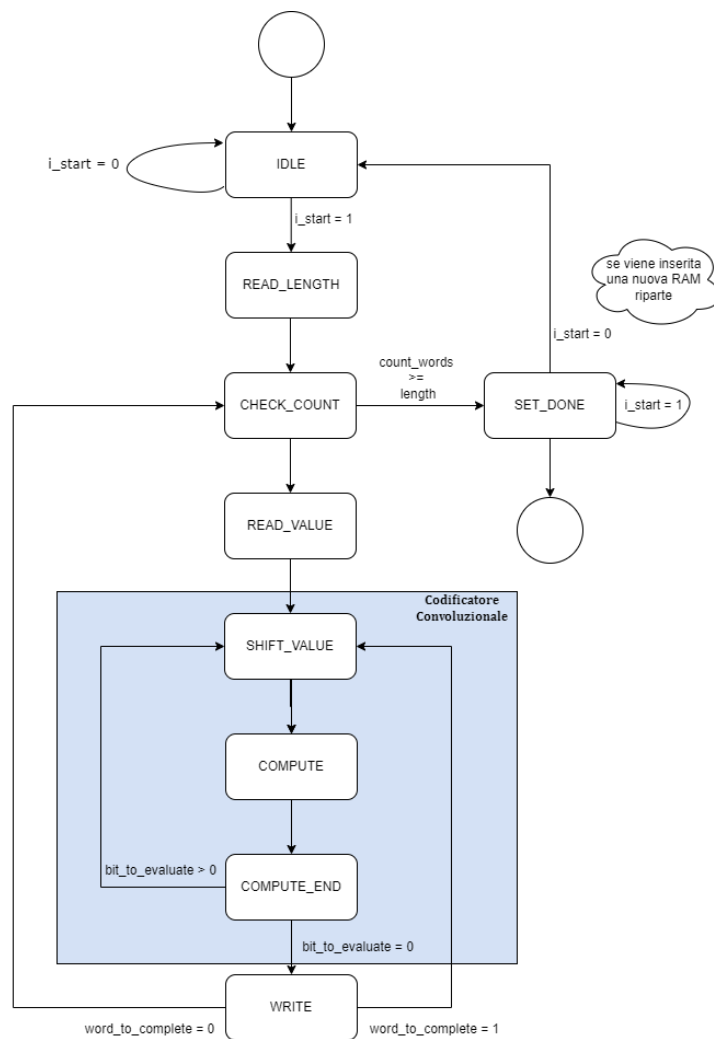 i_start = 0
IDLE
i_start = 1
READ_LENGTH
se viene inserita
una nuova RAM
riparte
i_start = 0
count_words
>=
length
CHECK_COUNT
SET_DONE
i_start = 1
READ_VALUE
Codificatore
Convoluzionale
SHIFT_VALUE
COMPUTE
bit_to_evaluate > 0
COMPUTE_END
bit_to_evaluate = 0
WRITE
word_to_complete = 0
word_to_complete = 1